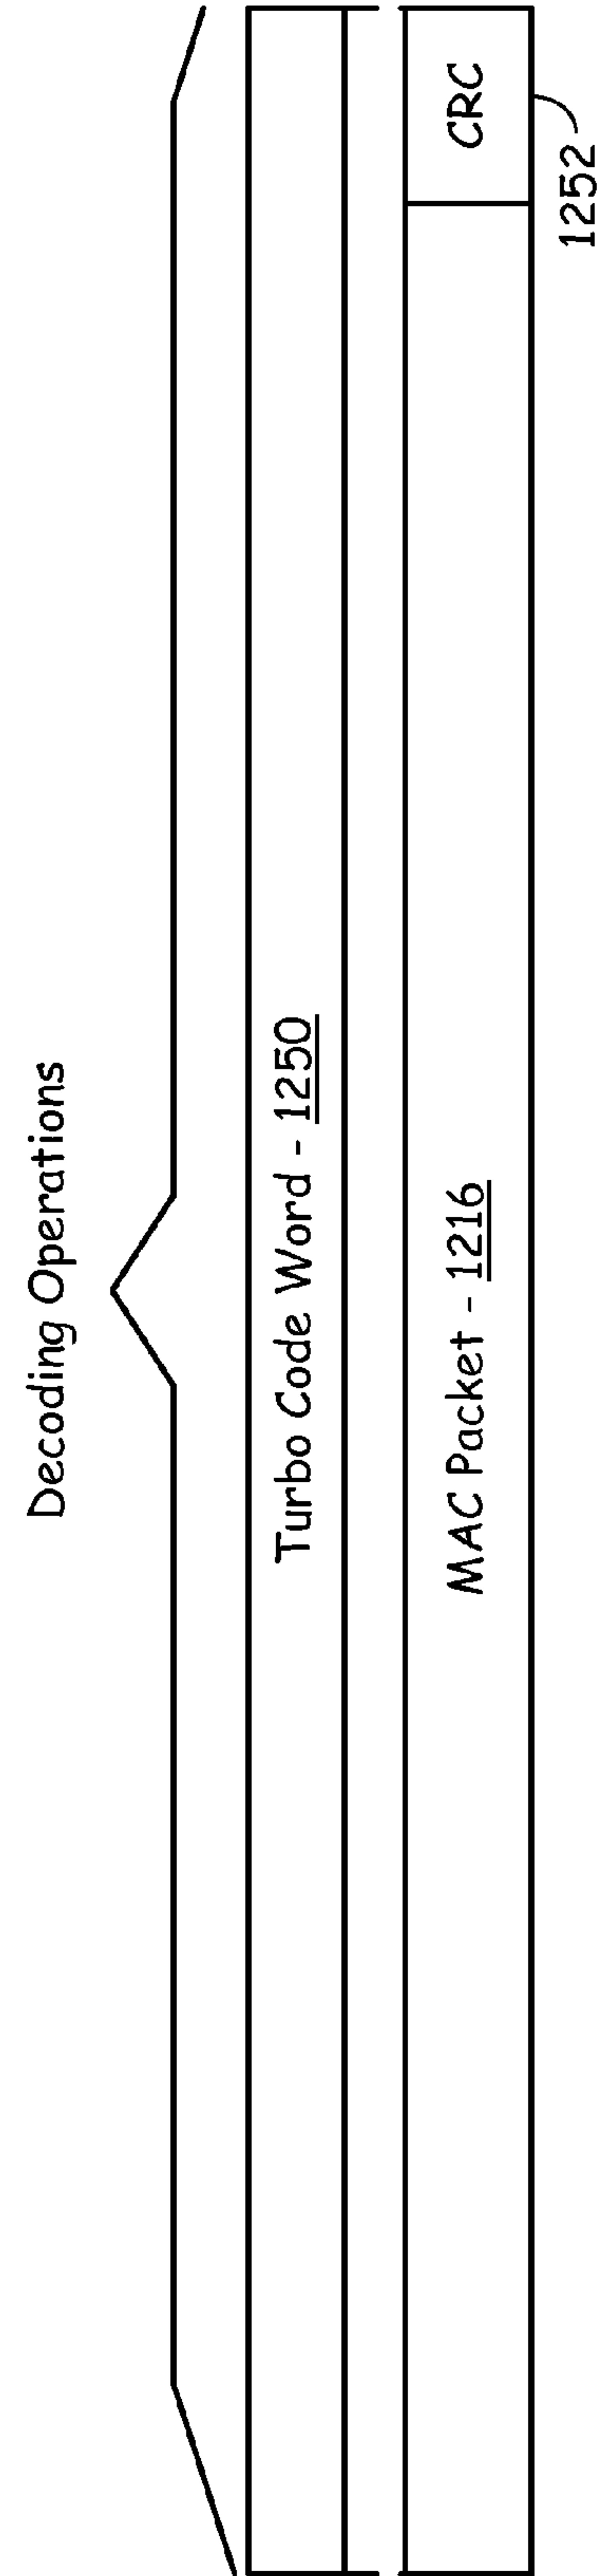 Decoding Operations
Turbo Code Word - 1250
MAC Packet - 1216
CRC
1252